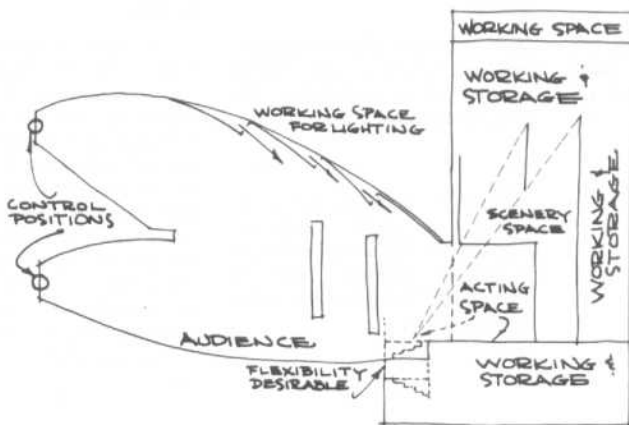 WORKING SPACE
WORKING &
STORAGE
WORKING SPACE
FOR LIGHTING
CONTROL
POSITIONS
SCENERY
SPACE
WORKING &
STORAGE
ACTING
SPACE
AUDIENCE
FLEXIBILITY
DESIRABLE
WORKING &
STORAGE